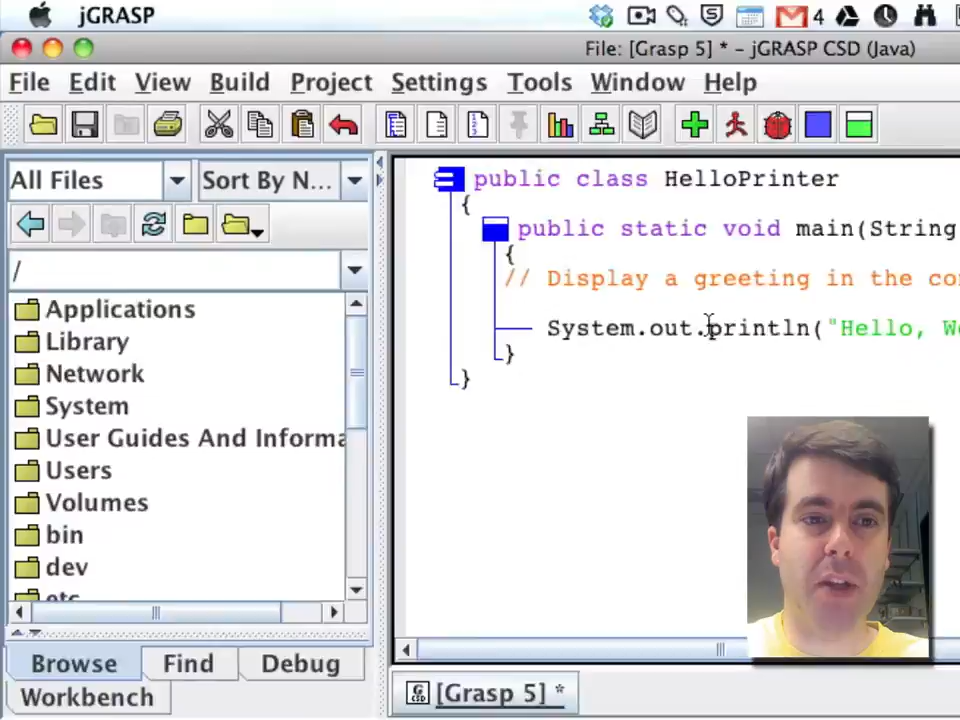 jGRASP
4
File: [Grasp 5] * - jGRASP CSD (Java)
File Edit View Build Project Settings Tools Window Help
All Files
Sort By N...
/
Applications
Library
Network
System
User Guides And Informa
Users
Volumes
bin
dev
etc
public class HelloPrinter
{
public static void main(String
{
// Display a greeting in the co
System.out.println("Hello, W
}
}
Browse
Find
Debug
Workbench
[Grasp 5] *